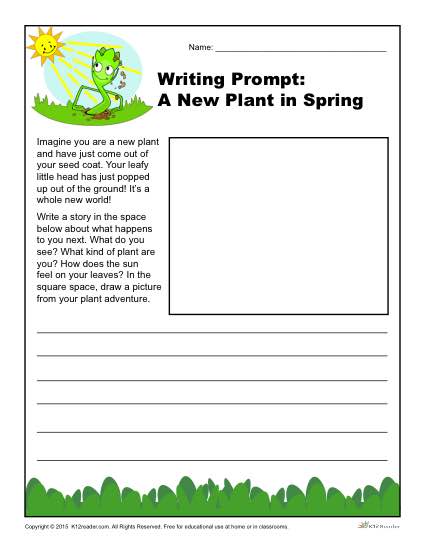 Name: ___________________________________
Writing Prompt:
A New Plant in Spring
Imagine you are a new plant
and have just come out of
your seed coat. Your leafy
little head has just popped
up out of the ground! It's a
whole new world!
Write a story in the space
below about what happens
to you next. What do you
see? What kind of plant are
you? How does the sun
feel on your leaves? In the
square space, draw a picture
from your plant adventure.
Copyright © 2015 K12reader.com. All Rights Reserved. Free for educational use at home or in classrooms.
K12Reader